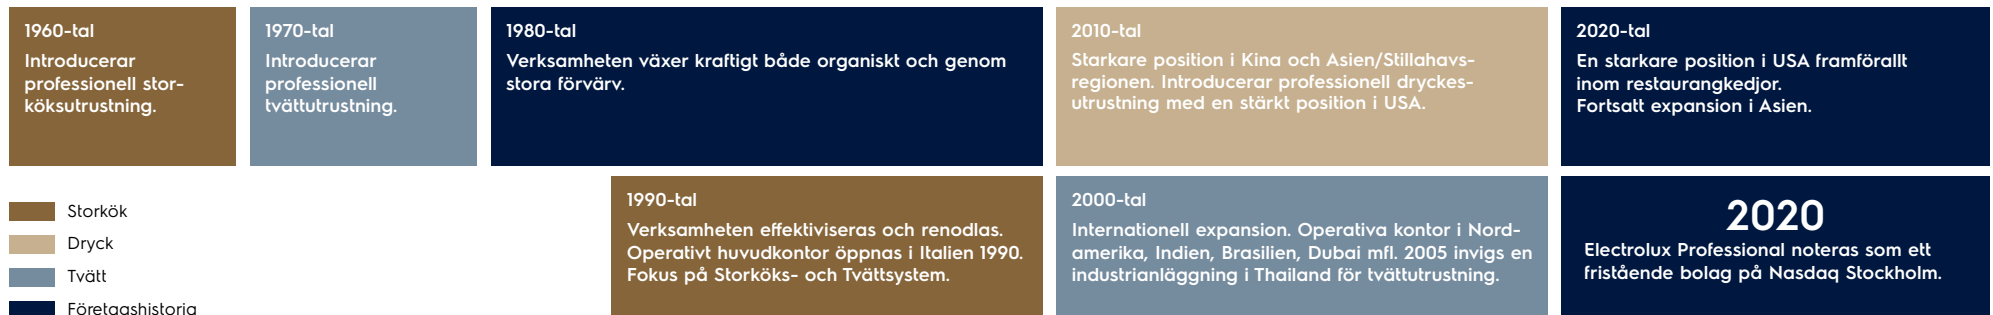 1960-tal
Introducerar
professionell stor-
köksutrustning.
1970-tal
Introducerar
professionell
tvättutrustning.
1980-tal
Verksamheten växer kraftigt både organiskt och genom
stora förvärv.
2010-tal
Starkare position i Kina och Asien/Stillahavs-
regionen. Introducerar professionell dryckes-
utrustning med en stärkt position i USA.
2020-tal
En starkare position i USA framförallt
inom restaurangkedjor.
Fortsatt expansion i Asien.
Storkök
Dryck
Tvätt
Företagshistoria
1990-tal
Verksamheten effektiviseras och renodlas.
Operativt huvudkontor öppnas i Italien 1990.
Fokus på Storköks- och Tvättsystem.
2000-tal
Internationell expansion. Operativa kontor i Nord-
amerika, Indien, Brasilien, Dubai mfl. 2005 invigs en
industrianläggning i Thailand för tvättutrustning.
2020
Electrolux Professional noteras som ett
fristående bolag på Nasdaq Stockholm.